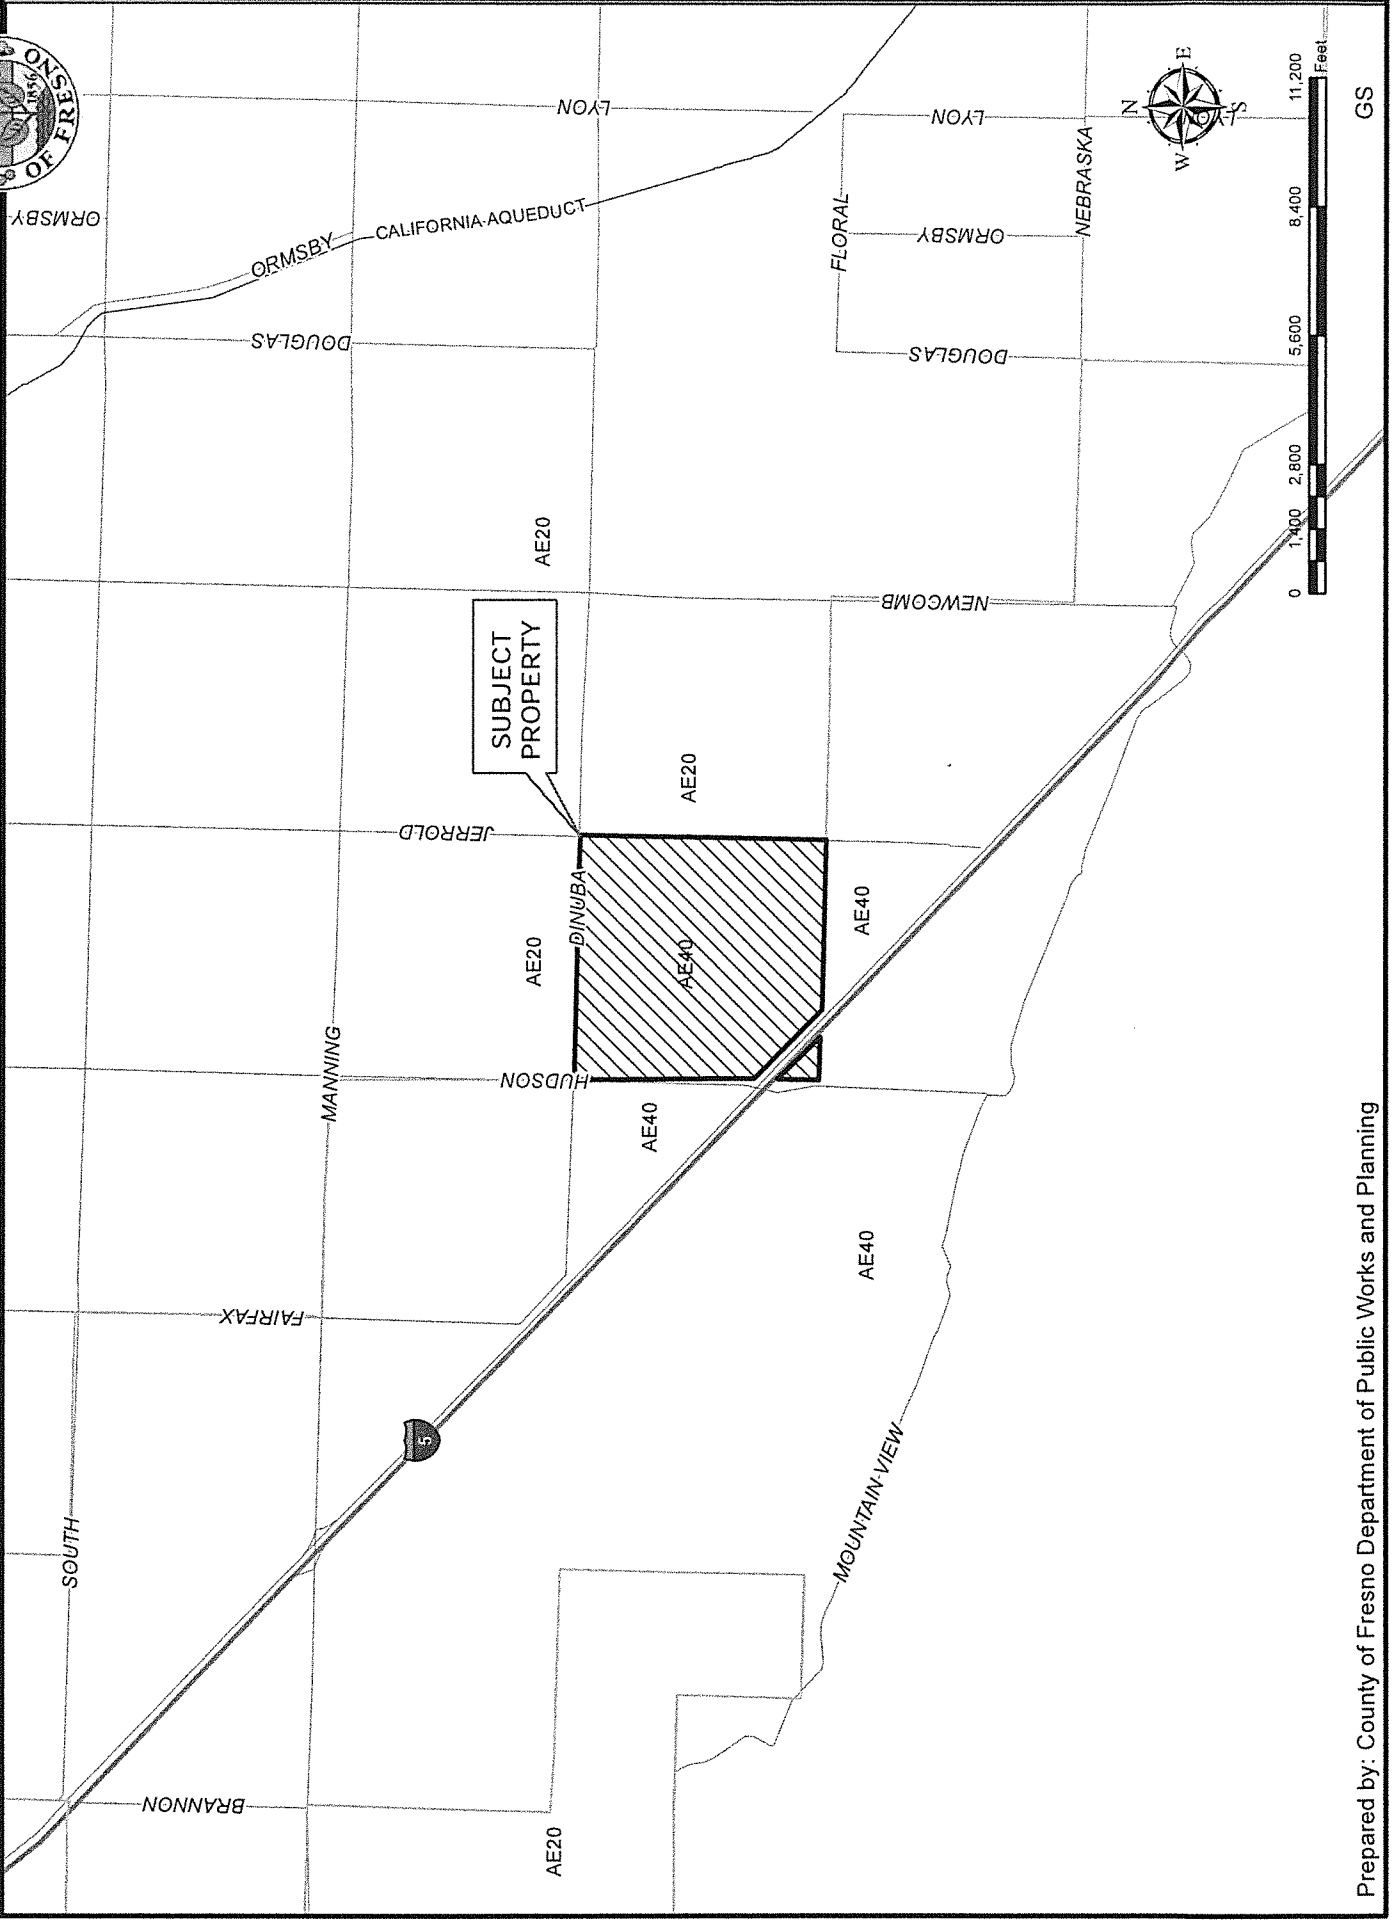 OF FRESNO
1856
ORMSBY
LYON
ORMSBY
CALIFORNIA AQUEDUCT
DOUGLAS
FLORAL
LYON
ORMSBY
NEBRASKA
DOUGLAS
N
E
S
W
LYON
AE20
SUBJECT
PROPERTY
NEWCOMB
JERROLD
DINUBA
AE20
AE20
AE40
AE40
MANNING
HUDSON
AE40
FAIRFAX
AE40
5
SOUTH
MOUNTAIN VIEW
BRANNON
AE20
0 1,400 2,800 5,600 8,400 11,200
Feet
GS
Prepared by: County of Fresno Department of Public Works and Planning